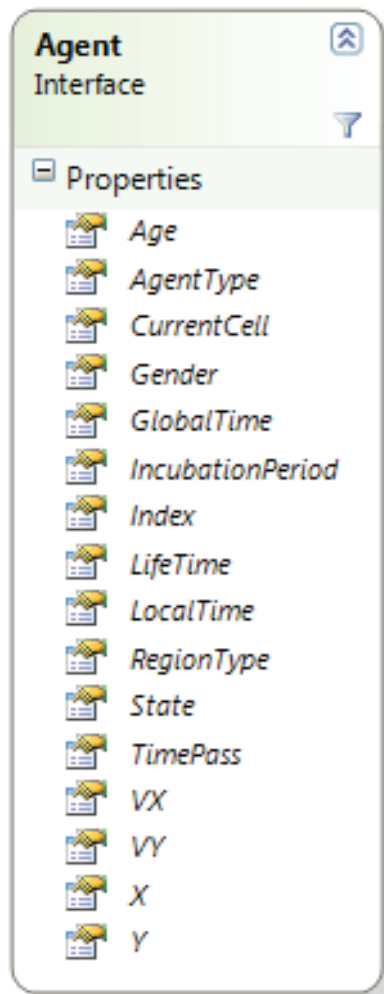 Agent
Interface
Properties
Age
AgentType
CurrentCell
Gender
GlobalTime
IncubationPeriod
Index
LifeTime
LocalTime
RegionType
State
TimePass
VX
VY
X
Y